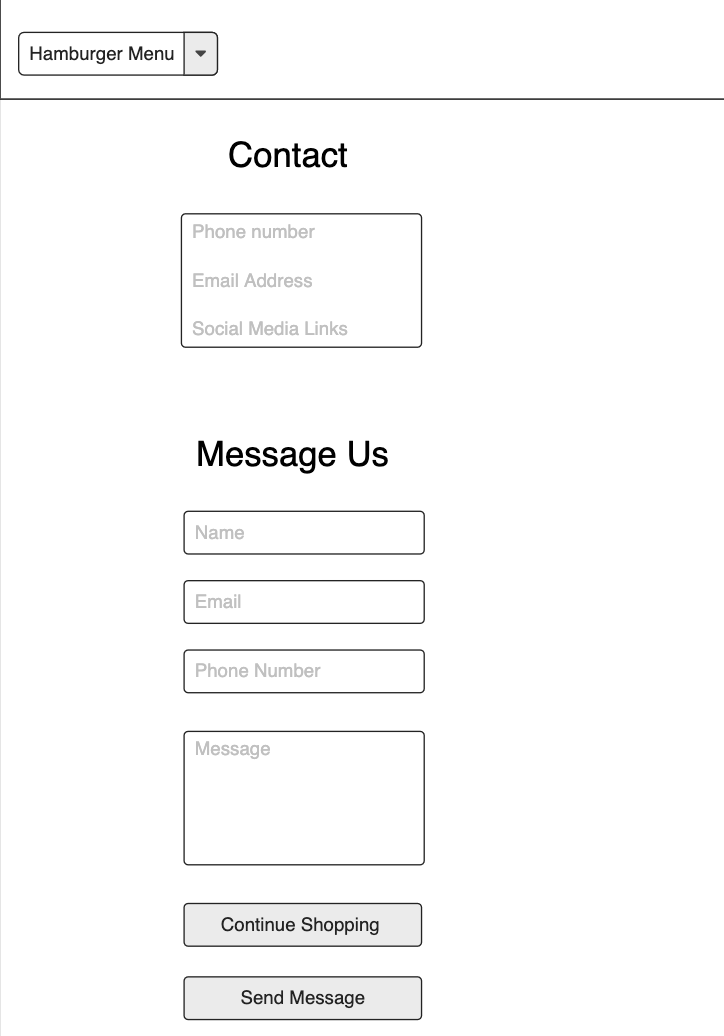 Hamburger Menu
Contact
Phone number
Email Address
Social Media Links
Message Us
Name
Email
Phone Number
Message
Continue Shopping
Send Message